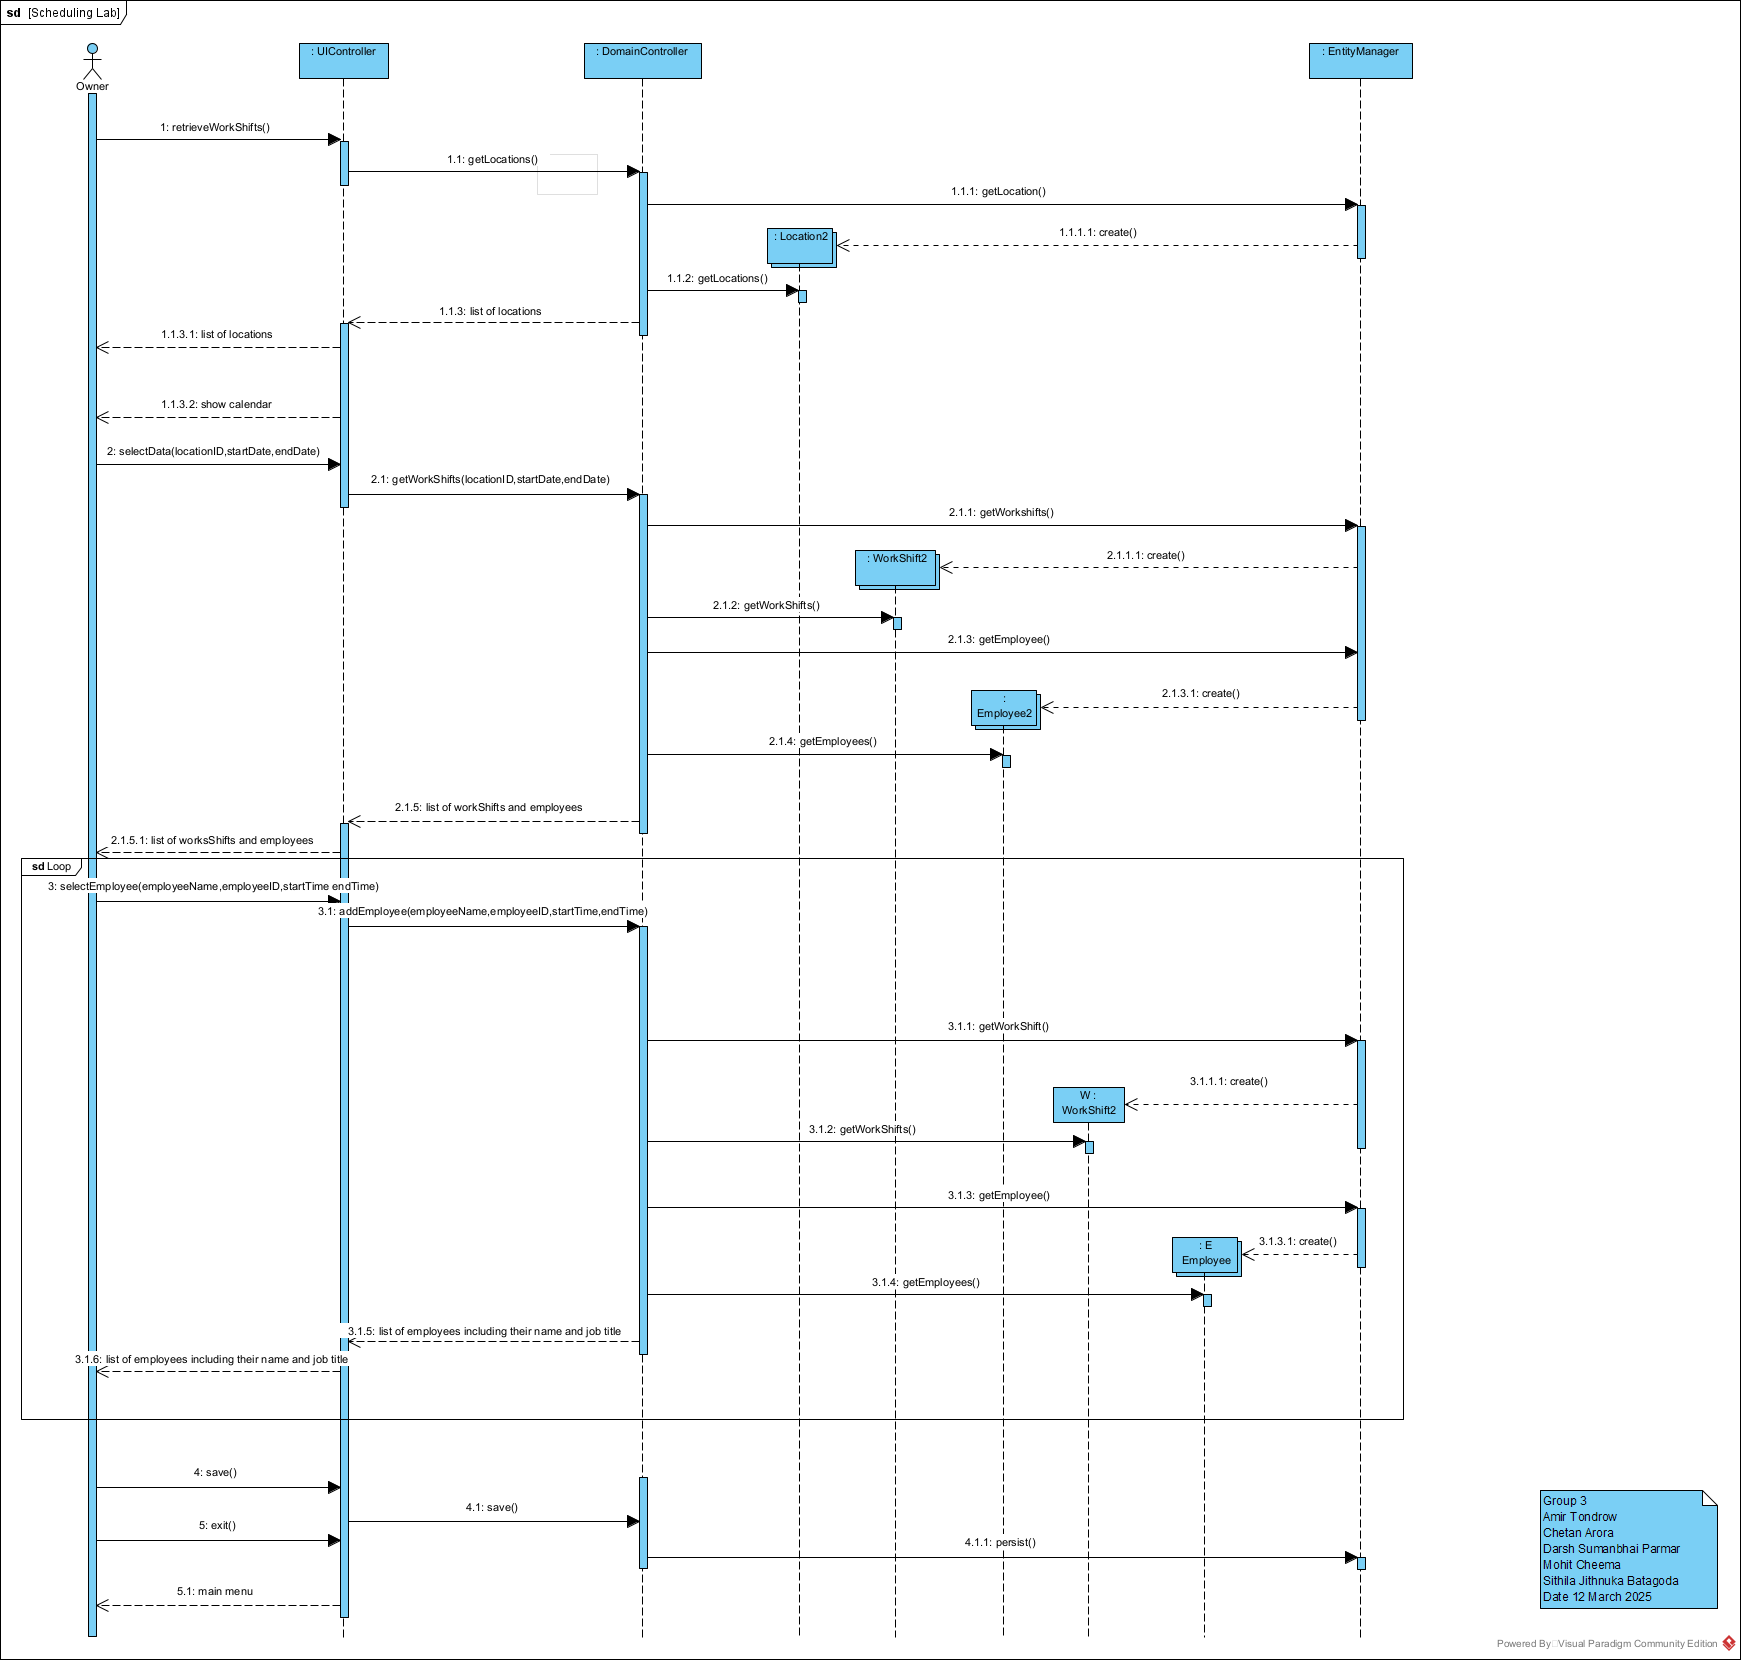 sd [Scheduling Lab]
: UIController
: DomainController
: EntityManager
Owner
1: retrieveWorkShifts()
1.1: getLocations()
1.1.1: getLocation()
: Location2
1.1.1.1: create()
1.1.2: getLocations()
1.1.3: list of locations
1.1.3.1: list of locations
1.1.3.2: show calendar
2: selectData(locationID,startDate,endDate)
2.1: getWorkShifts(locationID,startDate,endDate)
2.1.1: getWorkshifts()
: WorkShift2
2.1.1.1: create()
2.1.2: getWorkShifts()
2.1.3: getEmployee()
:
Employee2
2.1.3.1: create()
2.1.4: getEmployees()
2.1.5: list of workShifts and employees
2.1.5.1: list of worksShifts and employees
sd Loop
3: selectEmployee(employeeName,employeeID,startTime endTime)
3.1: addEmployee(employeeName,employeeID,startTime,endTime)
3.1.1: getWorkShift()
W :
WorkShift2
3.1.1.1: create()
3.1.2: getWorkShifts()
3.1.3: getEmployee()
: E
Employee
3.1.3.1: create()
3.1.4: getEmployees()
3.1.5: list of employees including their name and job title
3.1.6: list of employees including their name and job title
4: save()
4.1: save()
5: exit()
4.1.1: persist()
5.1: main menu
Group 3
Amir Tondrow
Chetan Arora
Darsh Sumanbhai Parmar
Mohit Cheema
Sithila Jithnuka Batagoda
Date 12 March 2025
Powered By Visual Paradigm Community Edition